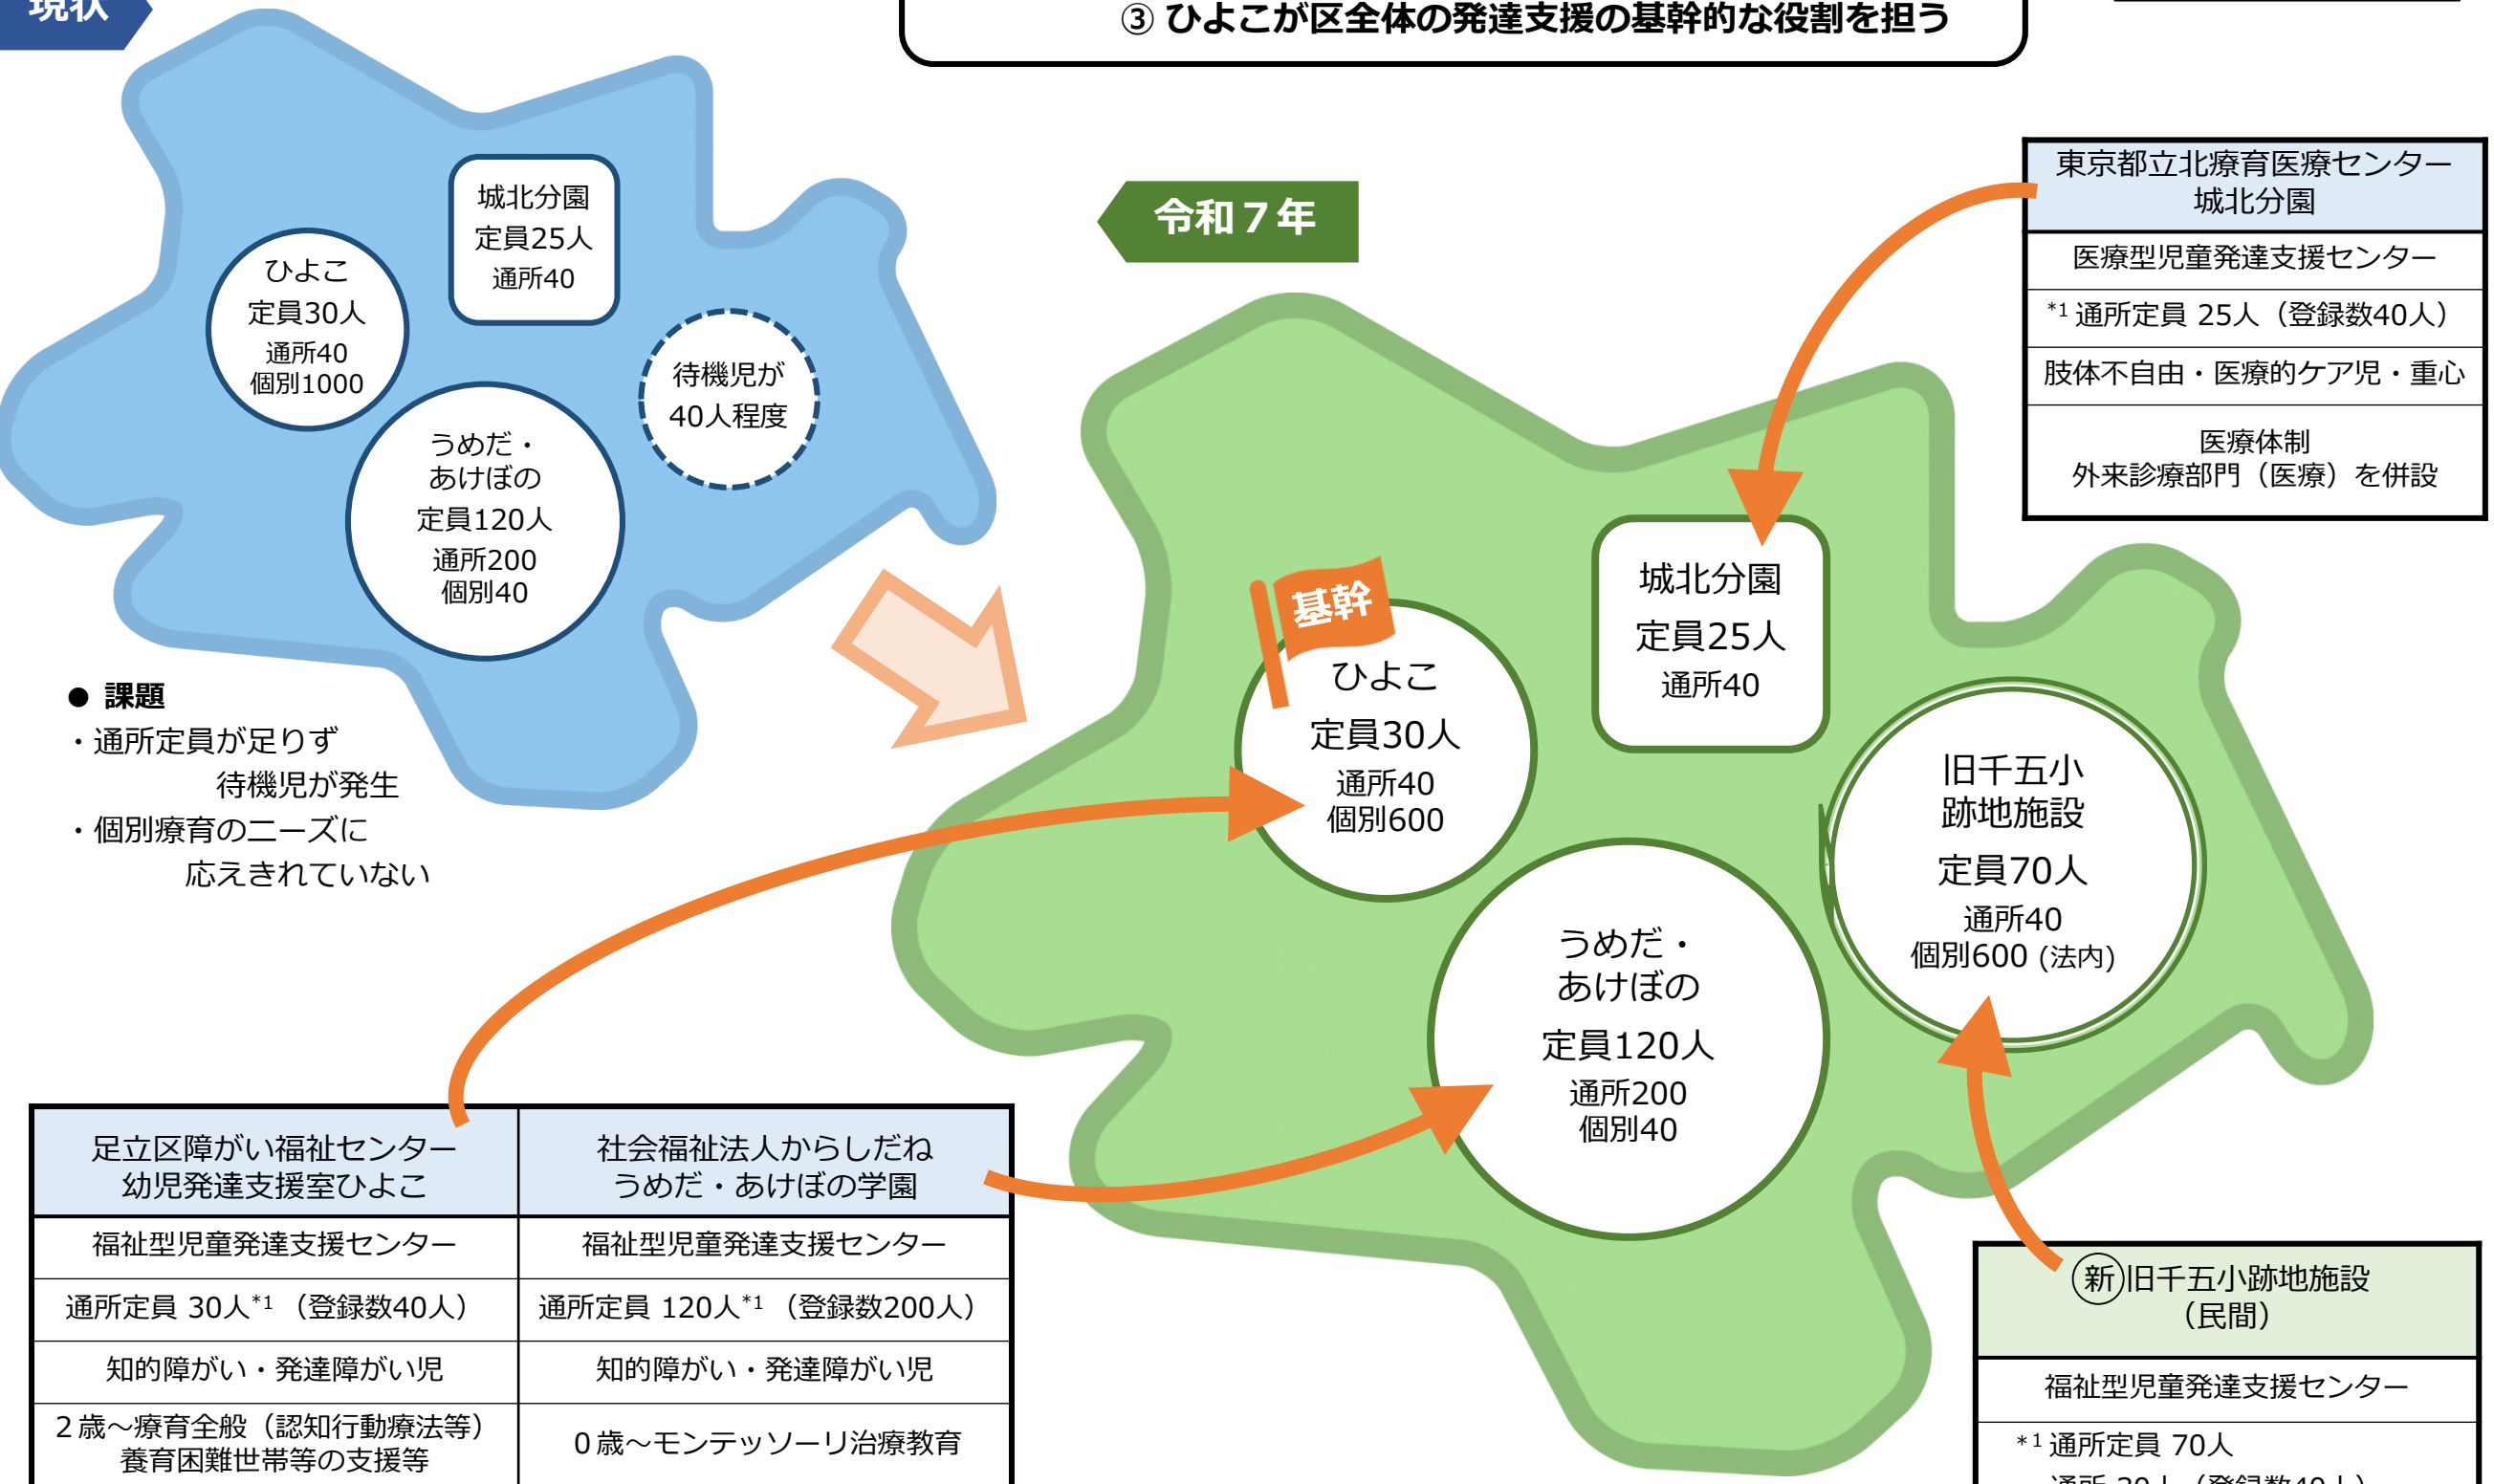 現状
③ ひよこが区全体の発達支援の基幹的な役割を担う
城北分園
定員25人
通所40
ひよこ
定員30人
通所40
個別1000
待機児が
40人程度
うめだ・
あけぼの
定員120人
通所200
個別40
● 課題
・通所定員が足りず
待機児が発生
・個別療育のニーズに
応えきれていない
令和７年
東京都立北療育医療センター
城北分園
医療型児童発達支援センター
*1 通所定員 25人（登録数40人）
肢体不自由・医療的ケア児・重心
医療体制
外来診療部門（医療）を併設
城北分園
定員25人
通所40
基幹
ひよこ
定員30人
通所40
個別600
旧千五小
跡地施設
定員70人
通所40
個別600 (法内)
うめだ・
あけぼの
定員120人
通所200
個別40
足立区障がい福祉センター
幼児発達支援室ひよこ
福祉型児童発達支援センター
通所定員 30人*1 （登録数40人）
知的障がい・発達障がい児
２歳～療育全般（認知行動療法等）
養育困難世帯等の支援等
社会福祉法人からしだね
うめだ・あけぼの学園
福祉型児童発達支援センター
通所定員 120人*1 （登録数200人）
知的障がい・発達障がい児
０歳～モンテッソーリ治療教育
新旧千五小跡地施設
（民間）
福祉型児童発達支援センター
*1 通所定員 70人
通所 30人（登録数40人）